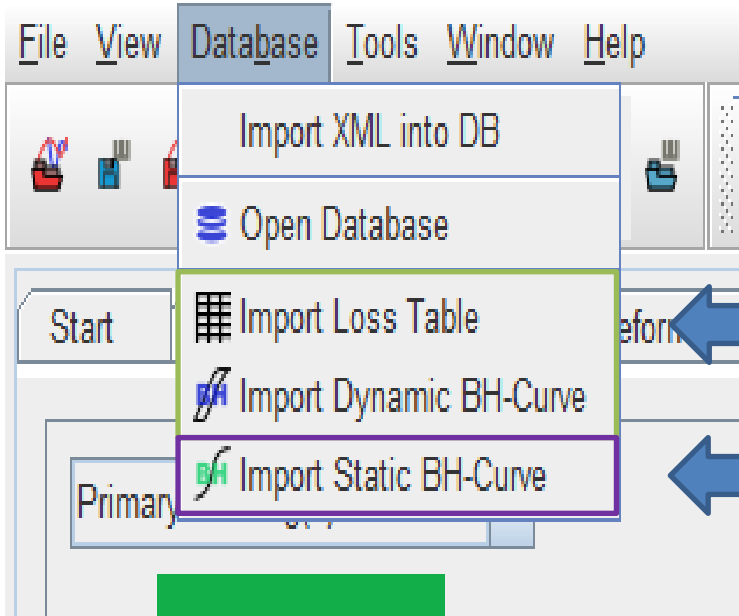 File View Database Tools Window Help
Import XML into DB
Open Database
Import Loss Table
Import Dynamic BH-Curve
Import Static BH-Curve
Start
Primary